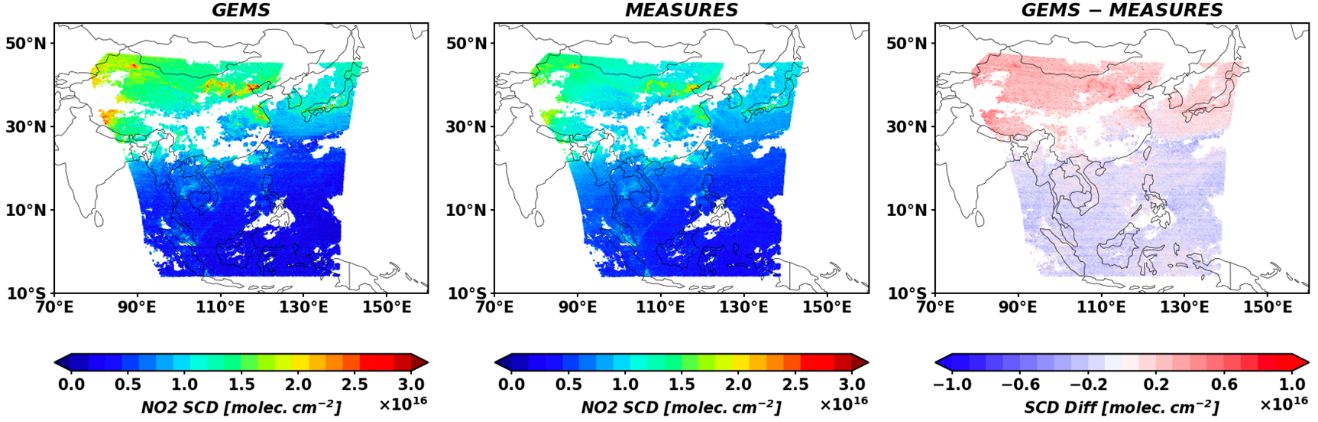 GEMS
MEASURES
GEMS − MEASURES
50°N
30°N
10°N
10°S
70°E 90°E 110°E 130°E 150°E
50°N
30°N
10°N
10°S
70°E 90°E 110°E 130°E 150°E
50°N
30°N
10°N
10°S
70°E 90°E 110°E 130°E 150°E
0.0 0.5 1.0 1.5 2.0 2.5 3.0
NO2 SCD [molec. cm⁻²] ×10¹⁶
0.0 0.5 1.0 1.5 2.0 2.5 3.0
NO2 SCD [molec. cm⁻²] ×10¹⁶
−1.0 −0.6 −0.2 0.2 0.6 1.0
SCD Diff [molec. cm⁻²] ×10¹⁶